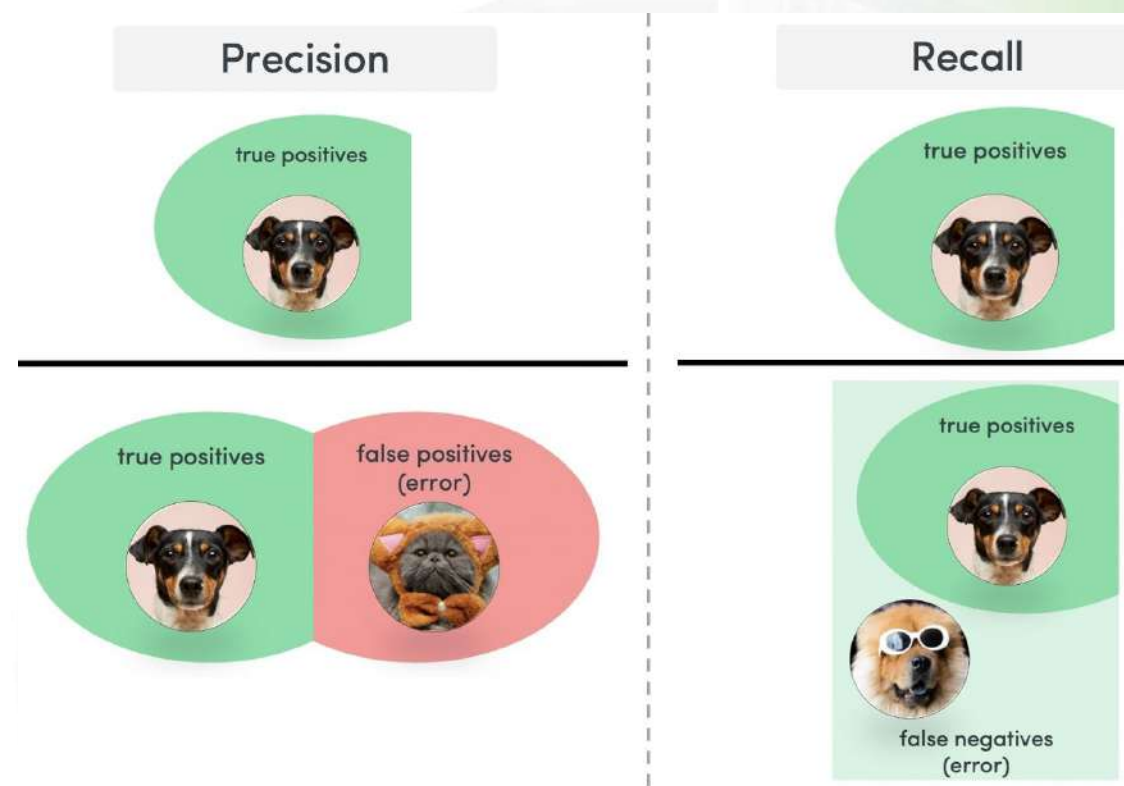 Precision
true positives
true positives
false positives
(error)
Recall
true positives
true positives
false negatives
(error)